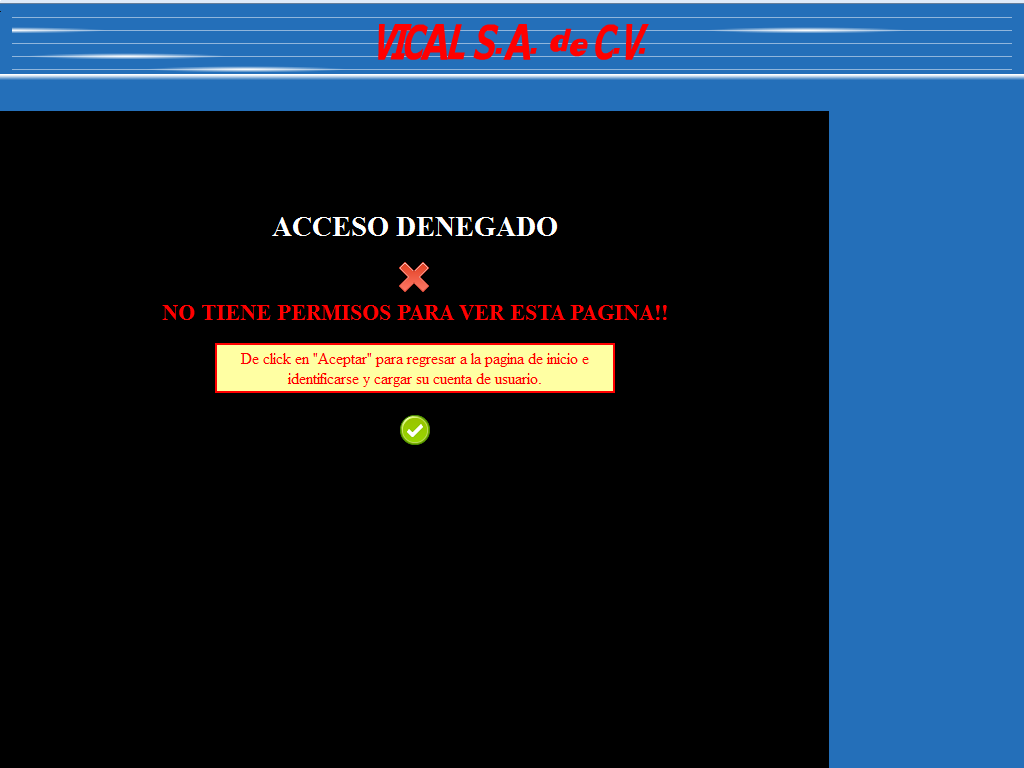 VICAL S.A. de C.V.
ACCESO DENEGADO
NO TIENE PERMISOS PARA VER ESTA PAGINA!!
De click en "Aceptar" para regresar a la pagina de inicio e
identificarse y cargar su cuenta de usuario.